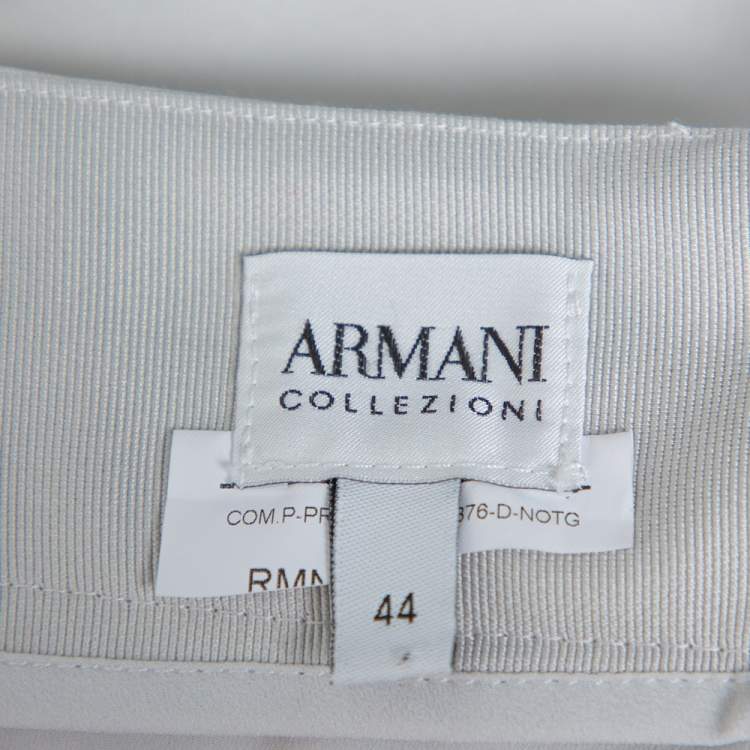 ARMANI
COLLEZIONI
COM.P-PR 376-D-NOTG
RMN
44